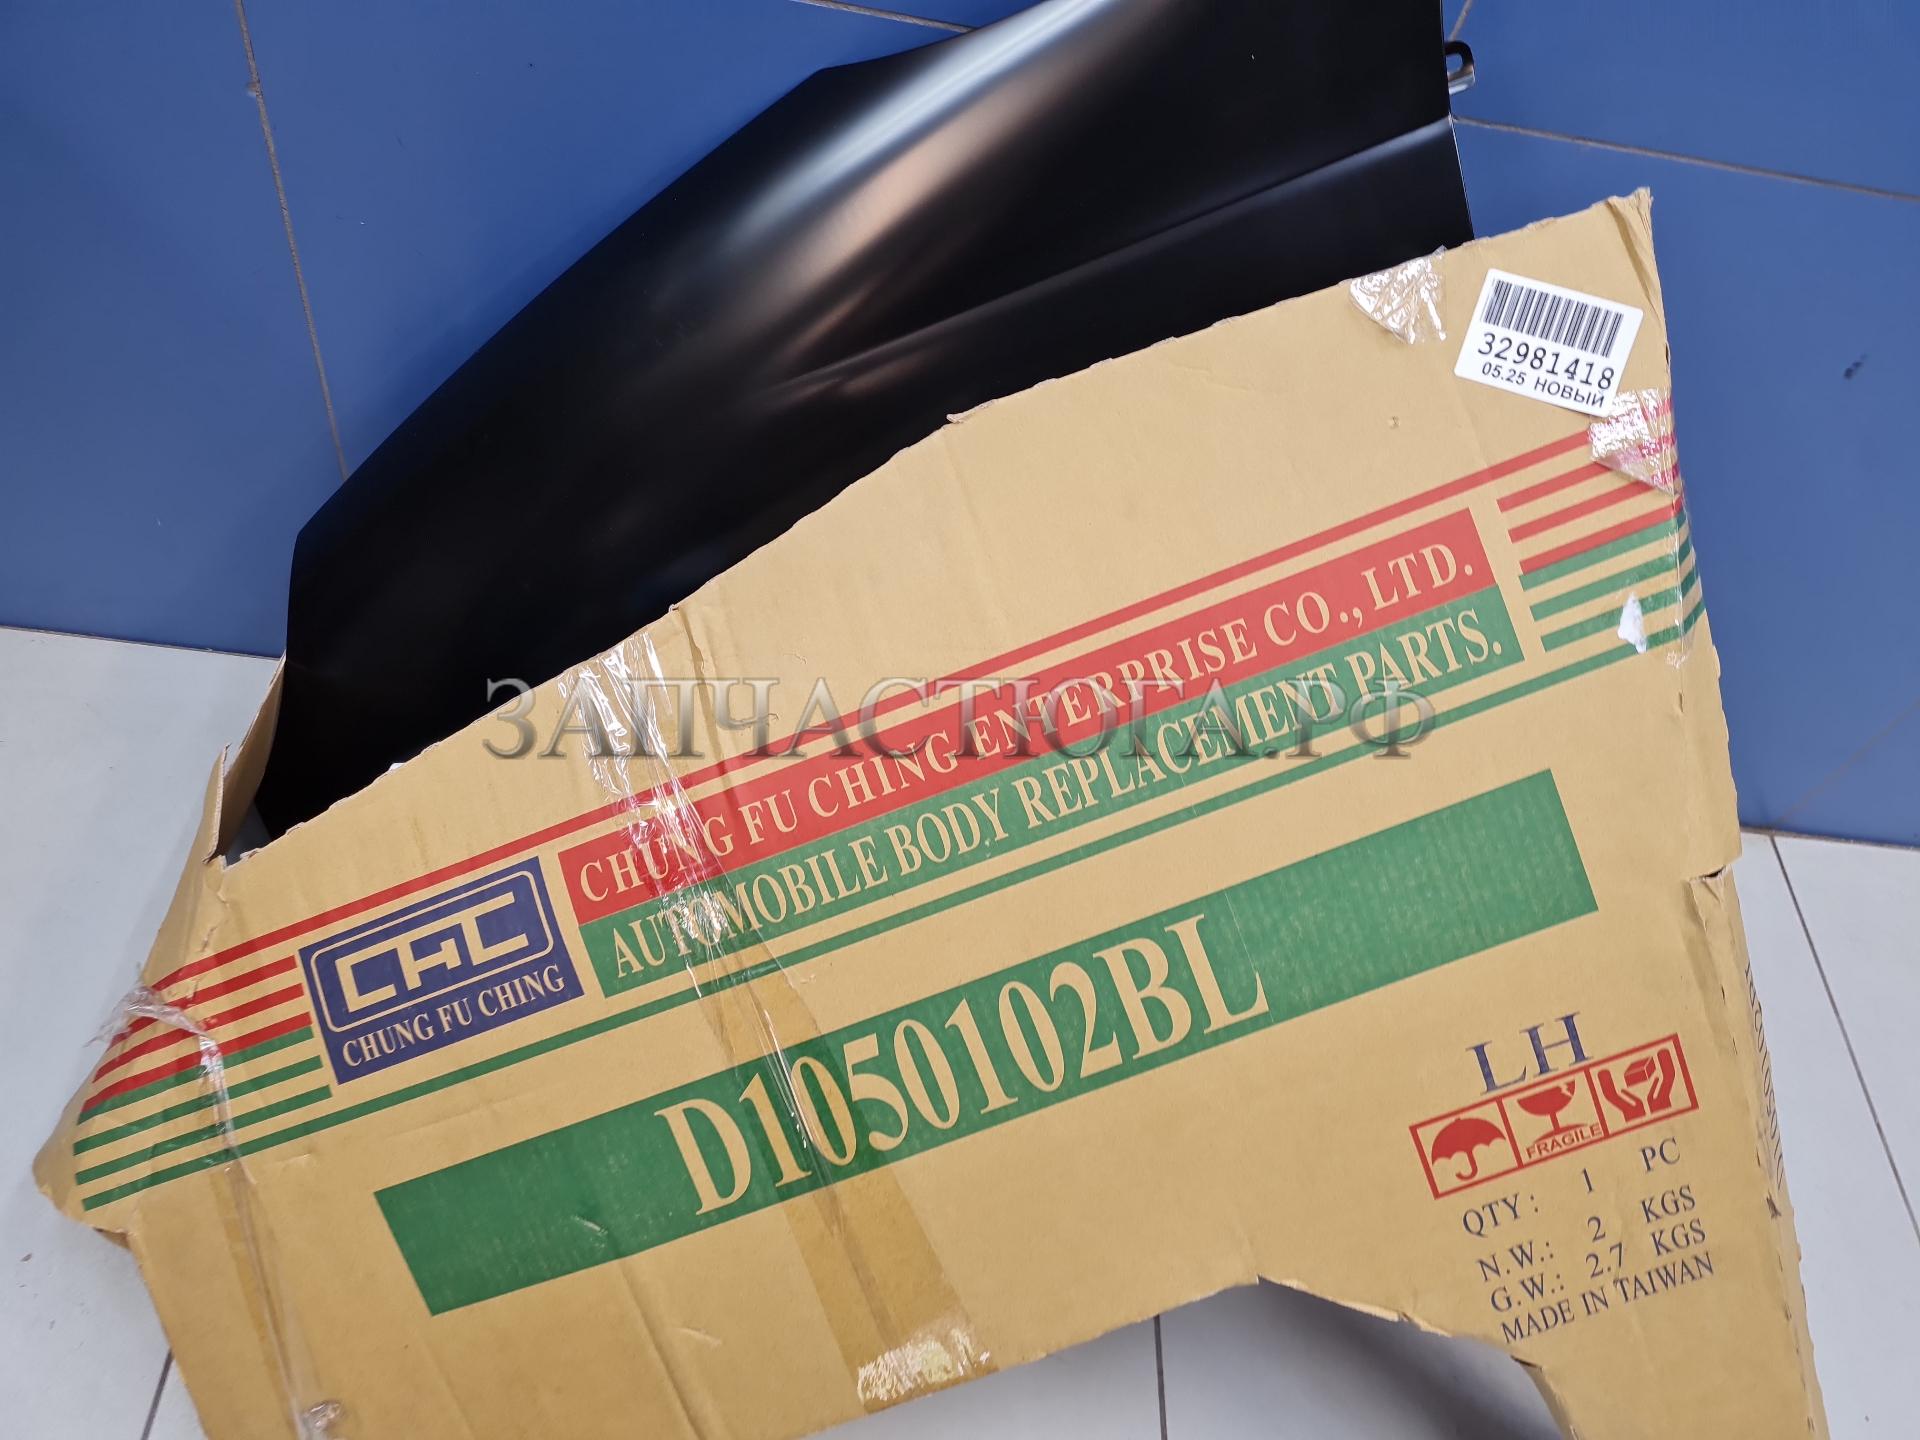 32981418
05.25 НОВЫЙ
CHUNG FU CHING ENTERPRISE CO., LTD.
AUTOMOBILE BODY REPLACEMENT PARTS.
ЗАПЧАСТЮГА.РФ
CFC
CHUNG FU CHING
D1050102BL
LH
FRAGILE
QTY: 1 PC
N.W.: 2 KGS
G.W.: 2.7 KGS
MADE IN TAIWAN